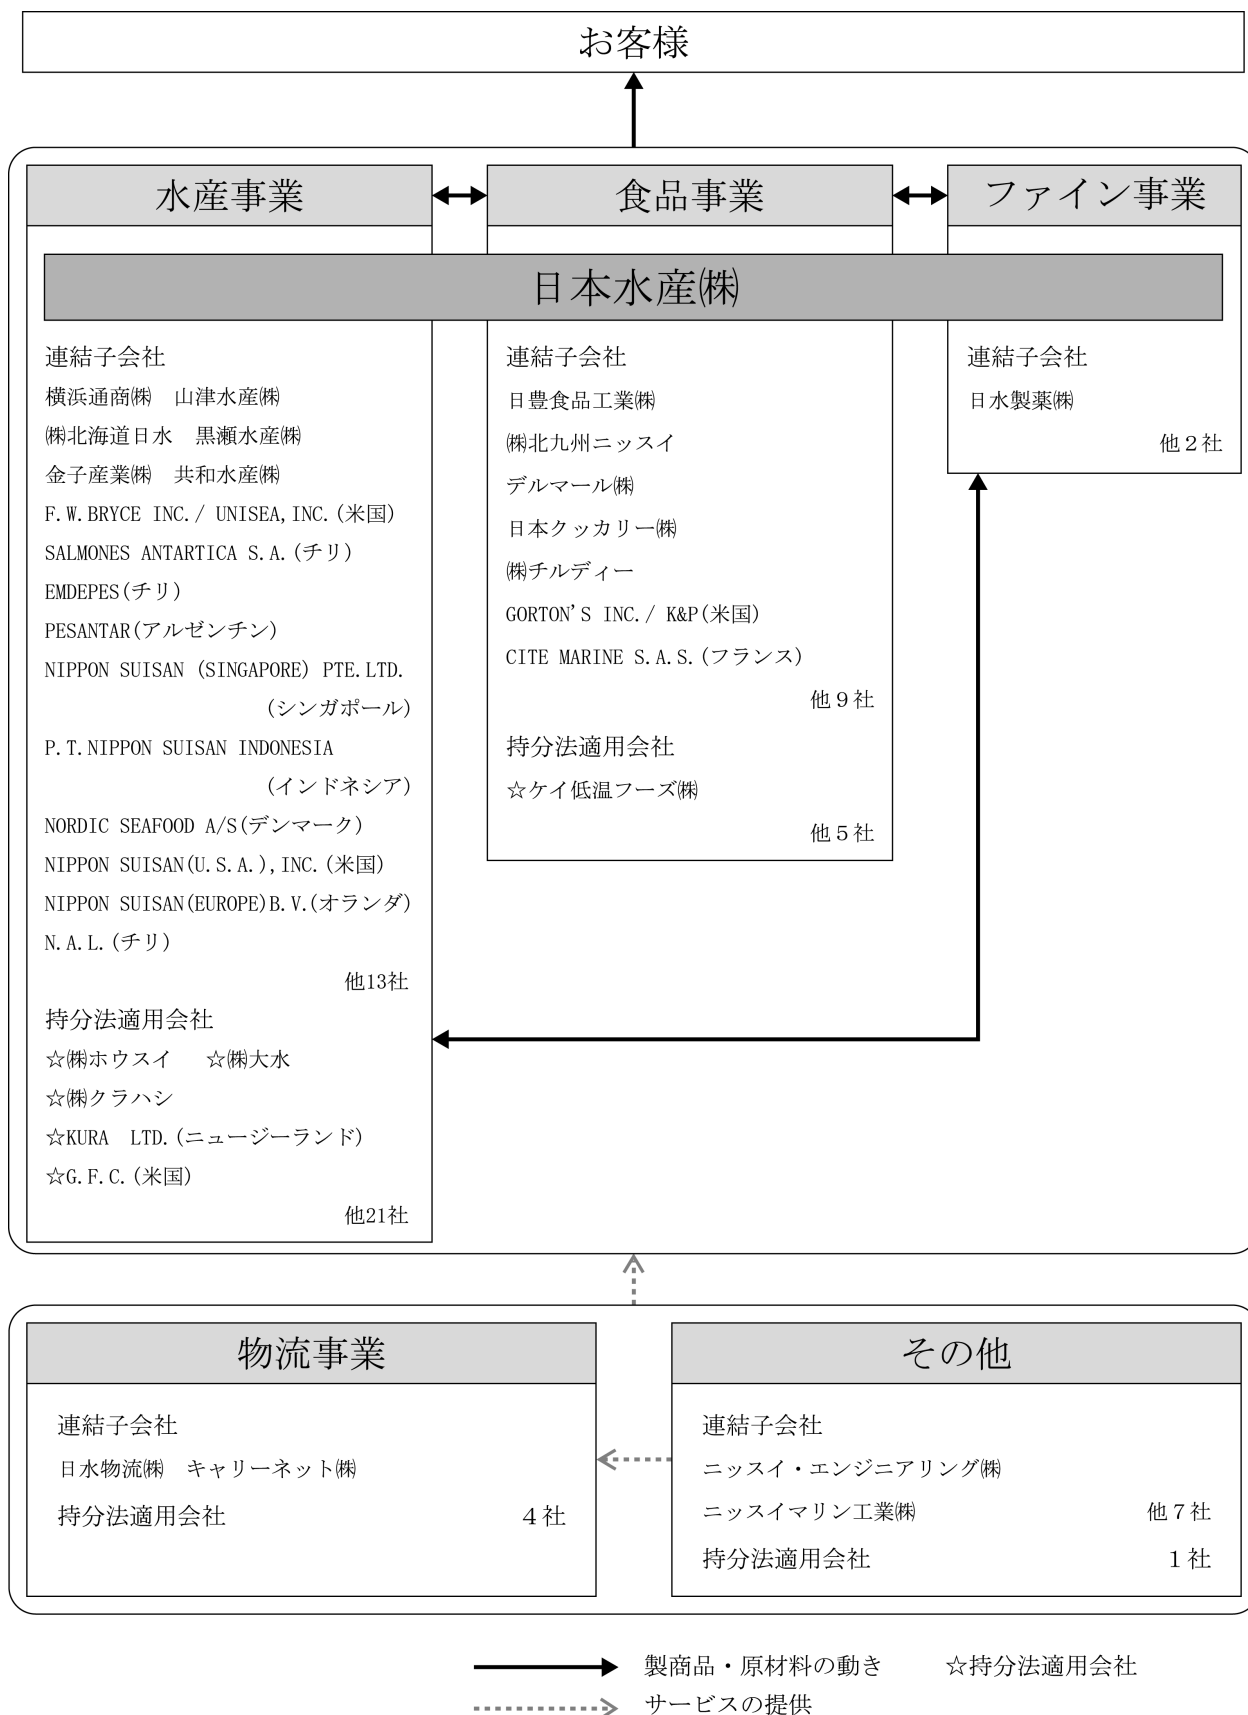 お客様
水産事業
食品事業
ファイン事業
日本水産㈱
連結子会社
横浜通商㈱　山津水産㈱
㈱北海道日水　黒瀬水産㈱
金子産業㈱　共和水産㈱
F.W.BRYCE INC./ UNISEA,INC.(米国)
SALMONES ANTARTICA S.A.(チリ)
EMDEPES(チリ)
PESANTAR(アルゼンチン)
NIPPON SUISAN (SINGAPORE) PTE.LTD.
(シンガポール)
P.T.NIPPON SUISAN INDONESIA
(インドネシア)
NORDIC SEAFOOD A/S(デンマーク)
NIPPON SUISAN(U.S.A.),INC.(米国)
NIPPON SUISAN(EUROPE)B.V.(オランダ)
N.A.L.(チリ)
他13社
持分法適用会社
☆㈱ホウスイ　☆㈱大水
☆㈱クラハシ
☆KURA　LTD.(ニュージーランド)
☆G.F.C.(米国)
他21社
連結子会社
日豊食品工業㈱
㈱北九州ニッスイ
デルマール㈱
日本クッカリー㈱
㈱チルディー
GORTON'S INC./ K&P(米国)
CITE MARINE S.A.S.(フランス)
他９社
持分法適用会社
☆ケイ低温フーズ㈱
他５社
連結子会社
日水製薬㈱
他２社
物流事業
連結子会社
日水物流㈱　キャリーネット㈱
持分法適用会社　４社
その他
連結子会社
ニッスイ・エンジニアリング㈱
ニッスイマリン工業㈱　他７社
持分法適用会社　１社
製商品・原材料の動き　☆持分法適用会社
サービスの提供